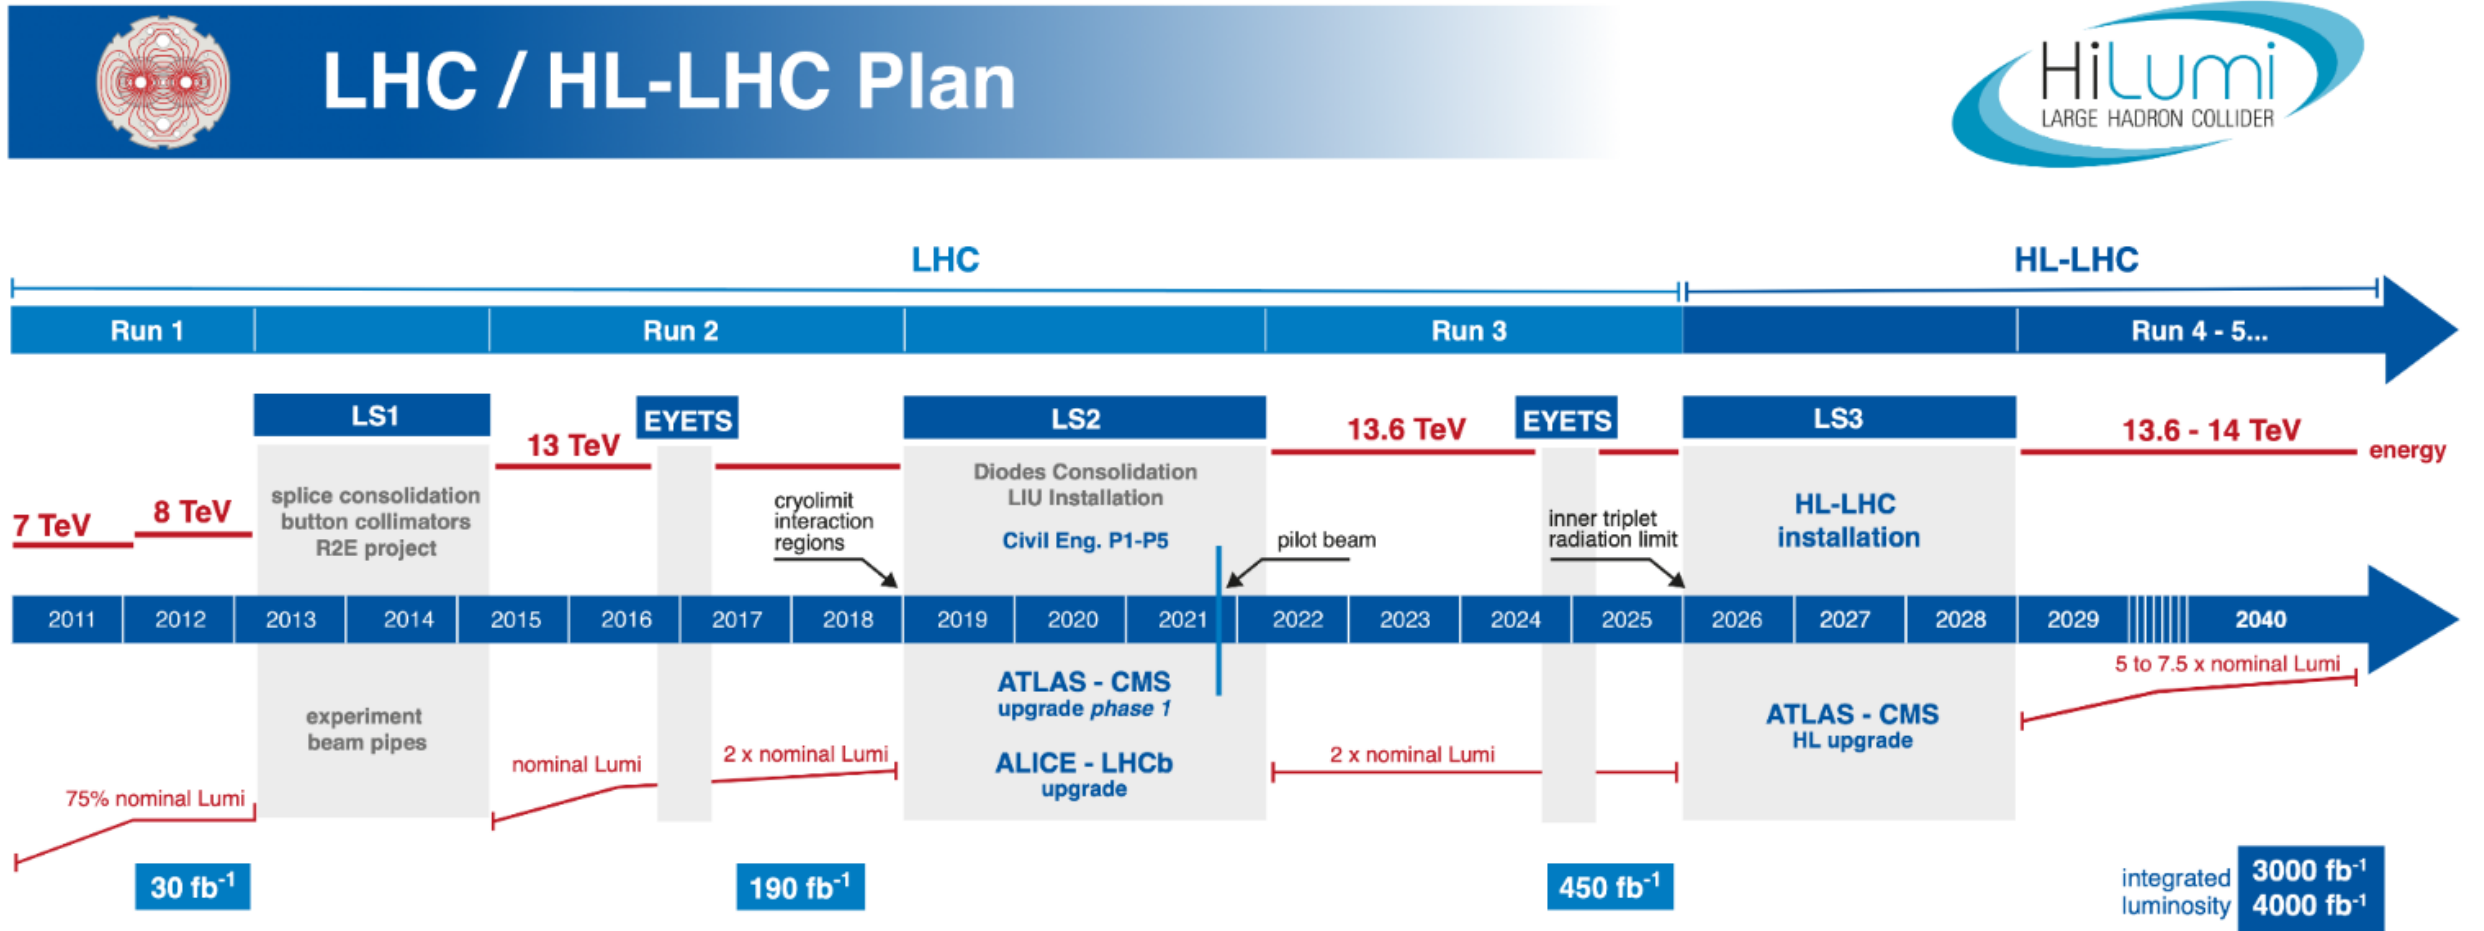 LHC / HL-LHC Plan
HiLumi
LARGE HADRON COLLIDER
LHC
HL-LHC
Run 1
Run 2
Run 3
Run 4 - 5...
LS1
EYETS
LS2
EYETS
LS3
13 TeV
13.6 TeV
13.6 - 14 TeV
energy
7 TeV
8 TeV
splice consolidation
button collimators
R2E project
cryolimit
interaction
regions
Diodes Consolidation
LIU Installation
Civil Eng. P1-P5
pilot beam
inner triplet
radiation limit
HL-LHC
installation
2011
2012
2013
2014
2015
2016
2017
2018
2019
2020
2021
2022
2023
2024
2025
2026
2027
2028
2029
2040
5 to 7.5 x nominal Lumi
experiment
beam pipes
ATLAS - CMS
upgrade phase 1
ALICE - LHCb
upgrade
ATLAS - CMS
HL upgrade
75% nominal Lumi
nominal Lumi
2 x nominal Lumi
2 x nominal Lumi
30 fb⁻¹
190 fb⁻¹
450 fb⁻¹
integrated
luminosity
3000 fb⁻¹
4000 fb⁻¹